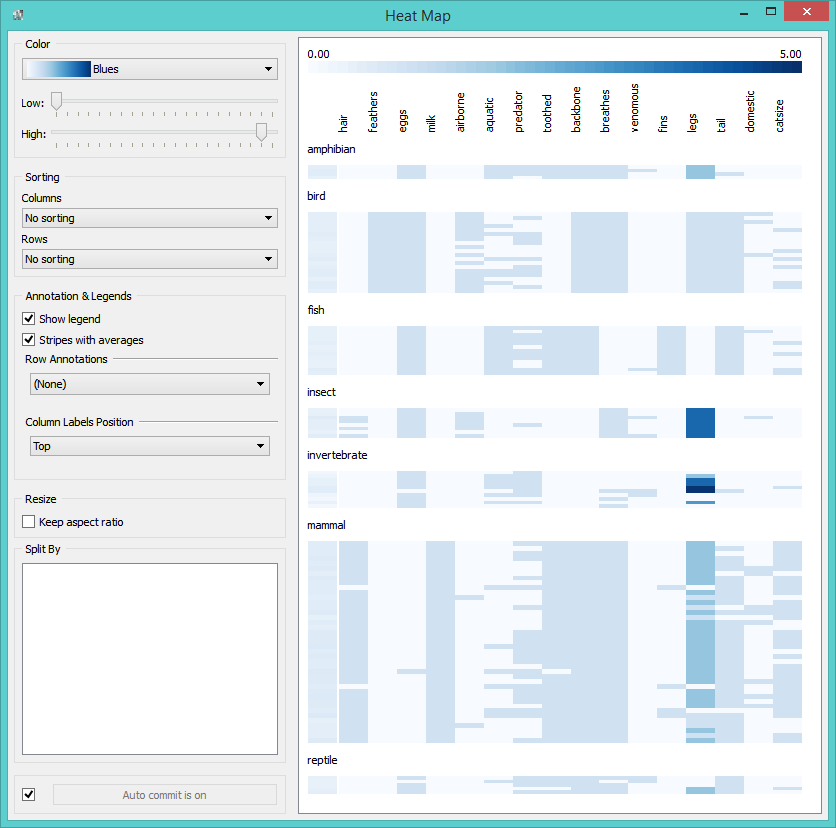 Heat Map
Color
Blues
Low:
High:
Sorting
Columns
No sorting
Rows
No sorting
Annotation & Legends
Show legend
Stripes with averages
Row Annotations
(None)
Column Labels Position
Top
Resize
Keep aspect ratio
Split By
Auto commit is on
0.00 5.00
hair
feathers
eggs
milk
airborne
aquatic
predator
toothed
backbone
breathes
venomous
fins
legs
tail
domestic
catsize
amphibian
bird
fish
insect
invertebrate
mammal
reptile